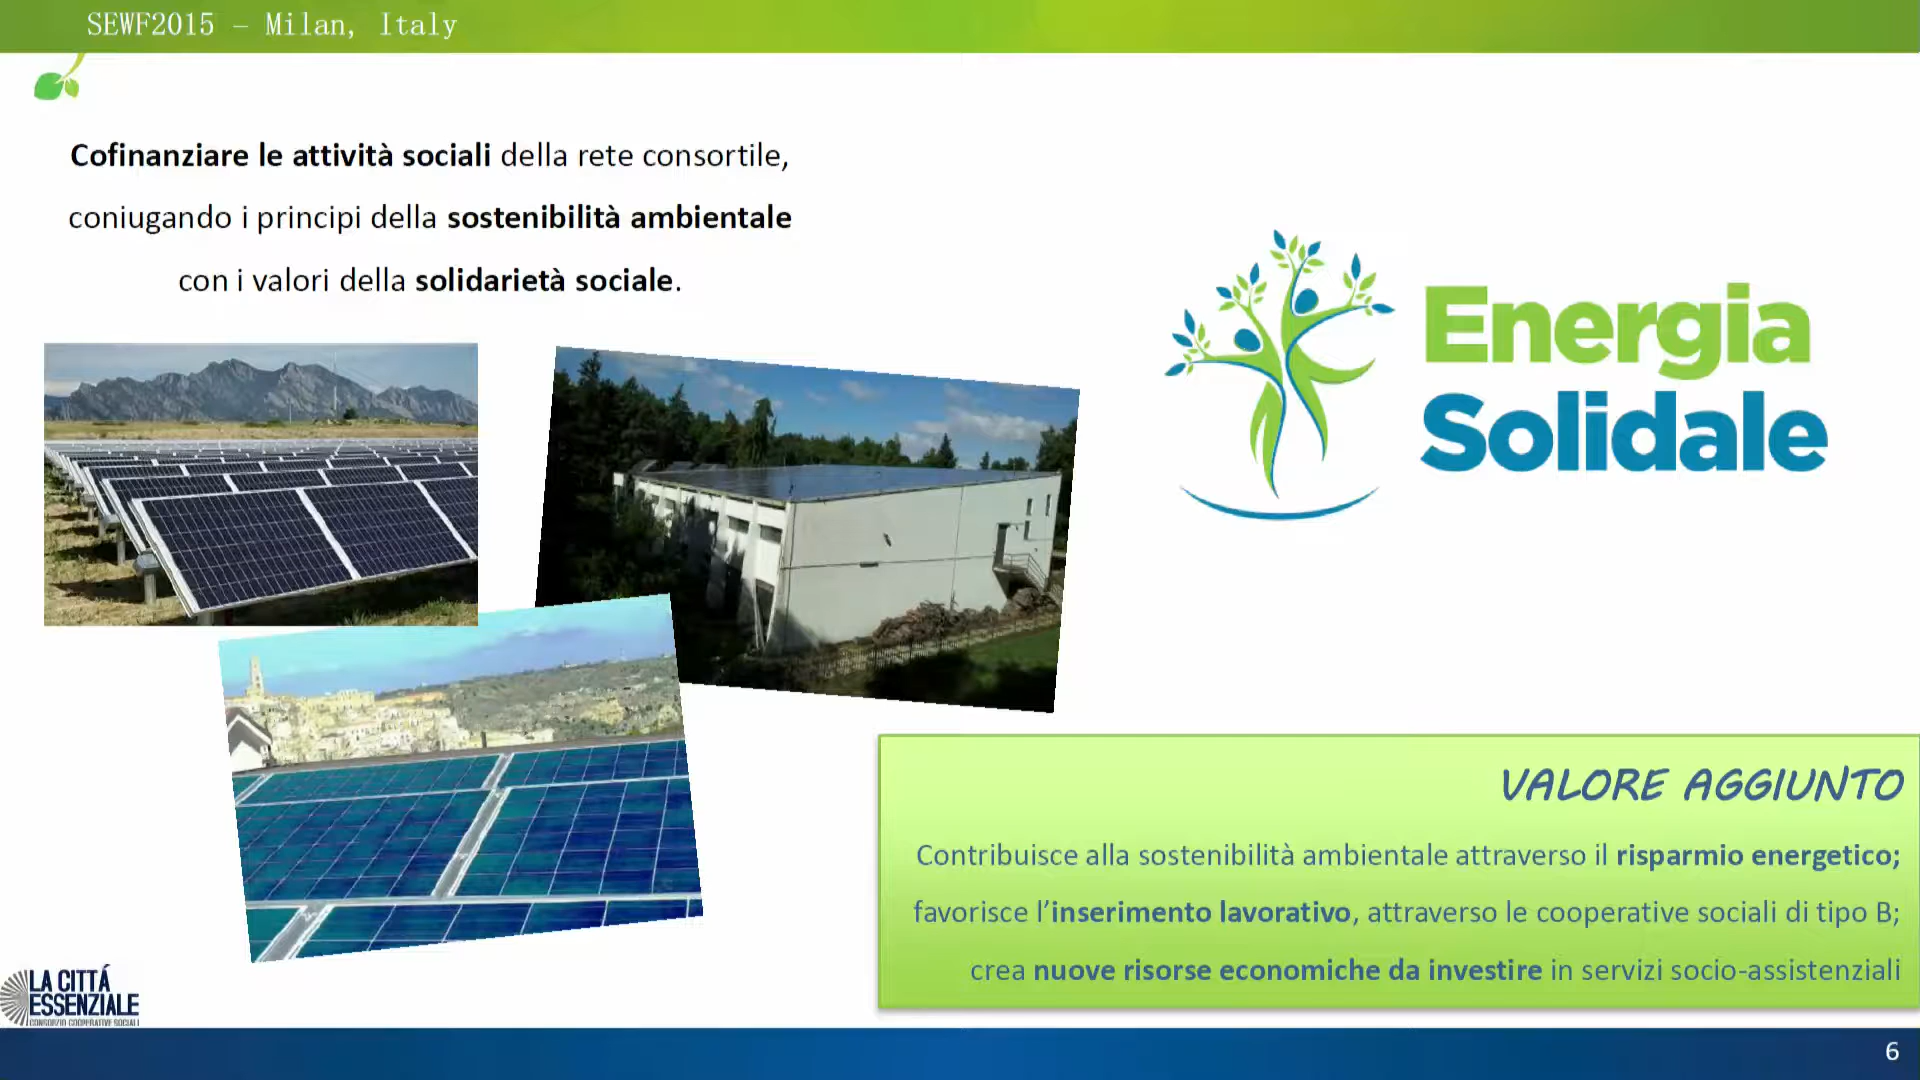 SEWF2015 – Milan, Italy
Cofinanziare le attività sociali della rete consortile,
coniugando i principi della sostenibilità ambientale
con i valori della solidarietà sociale.
Energia
Solidale
VALORE AGGIUNTO
Contribuisce alla sostenibilità ambientale attraverso il risparmio energetico;
favorisce l’inserimento lavorativo, attraverso le cooperative sociali di tipo B;
crea nuove risorse economiche da investire in servizi socio-assistenziali
LA CITTÁ
ESSENZIALE
CONSORZIO COOPERATIVE SOCIALI
6